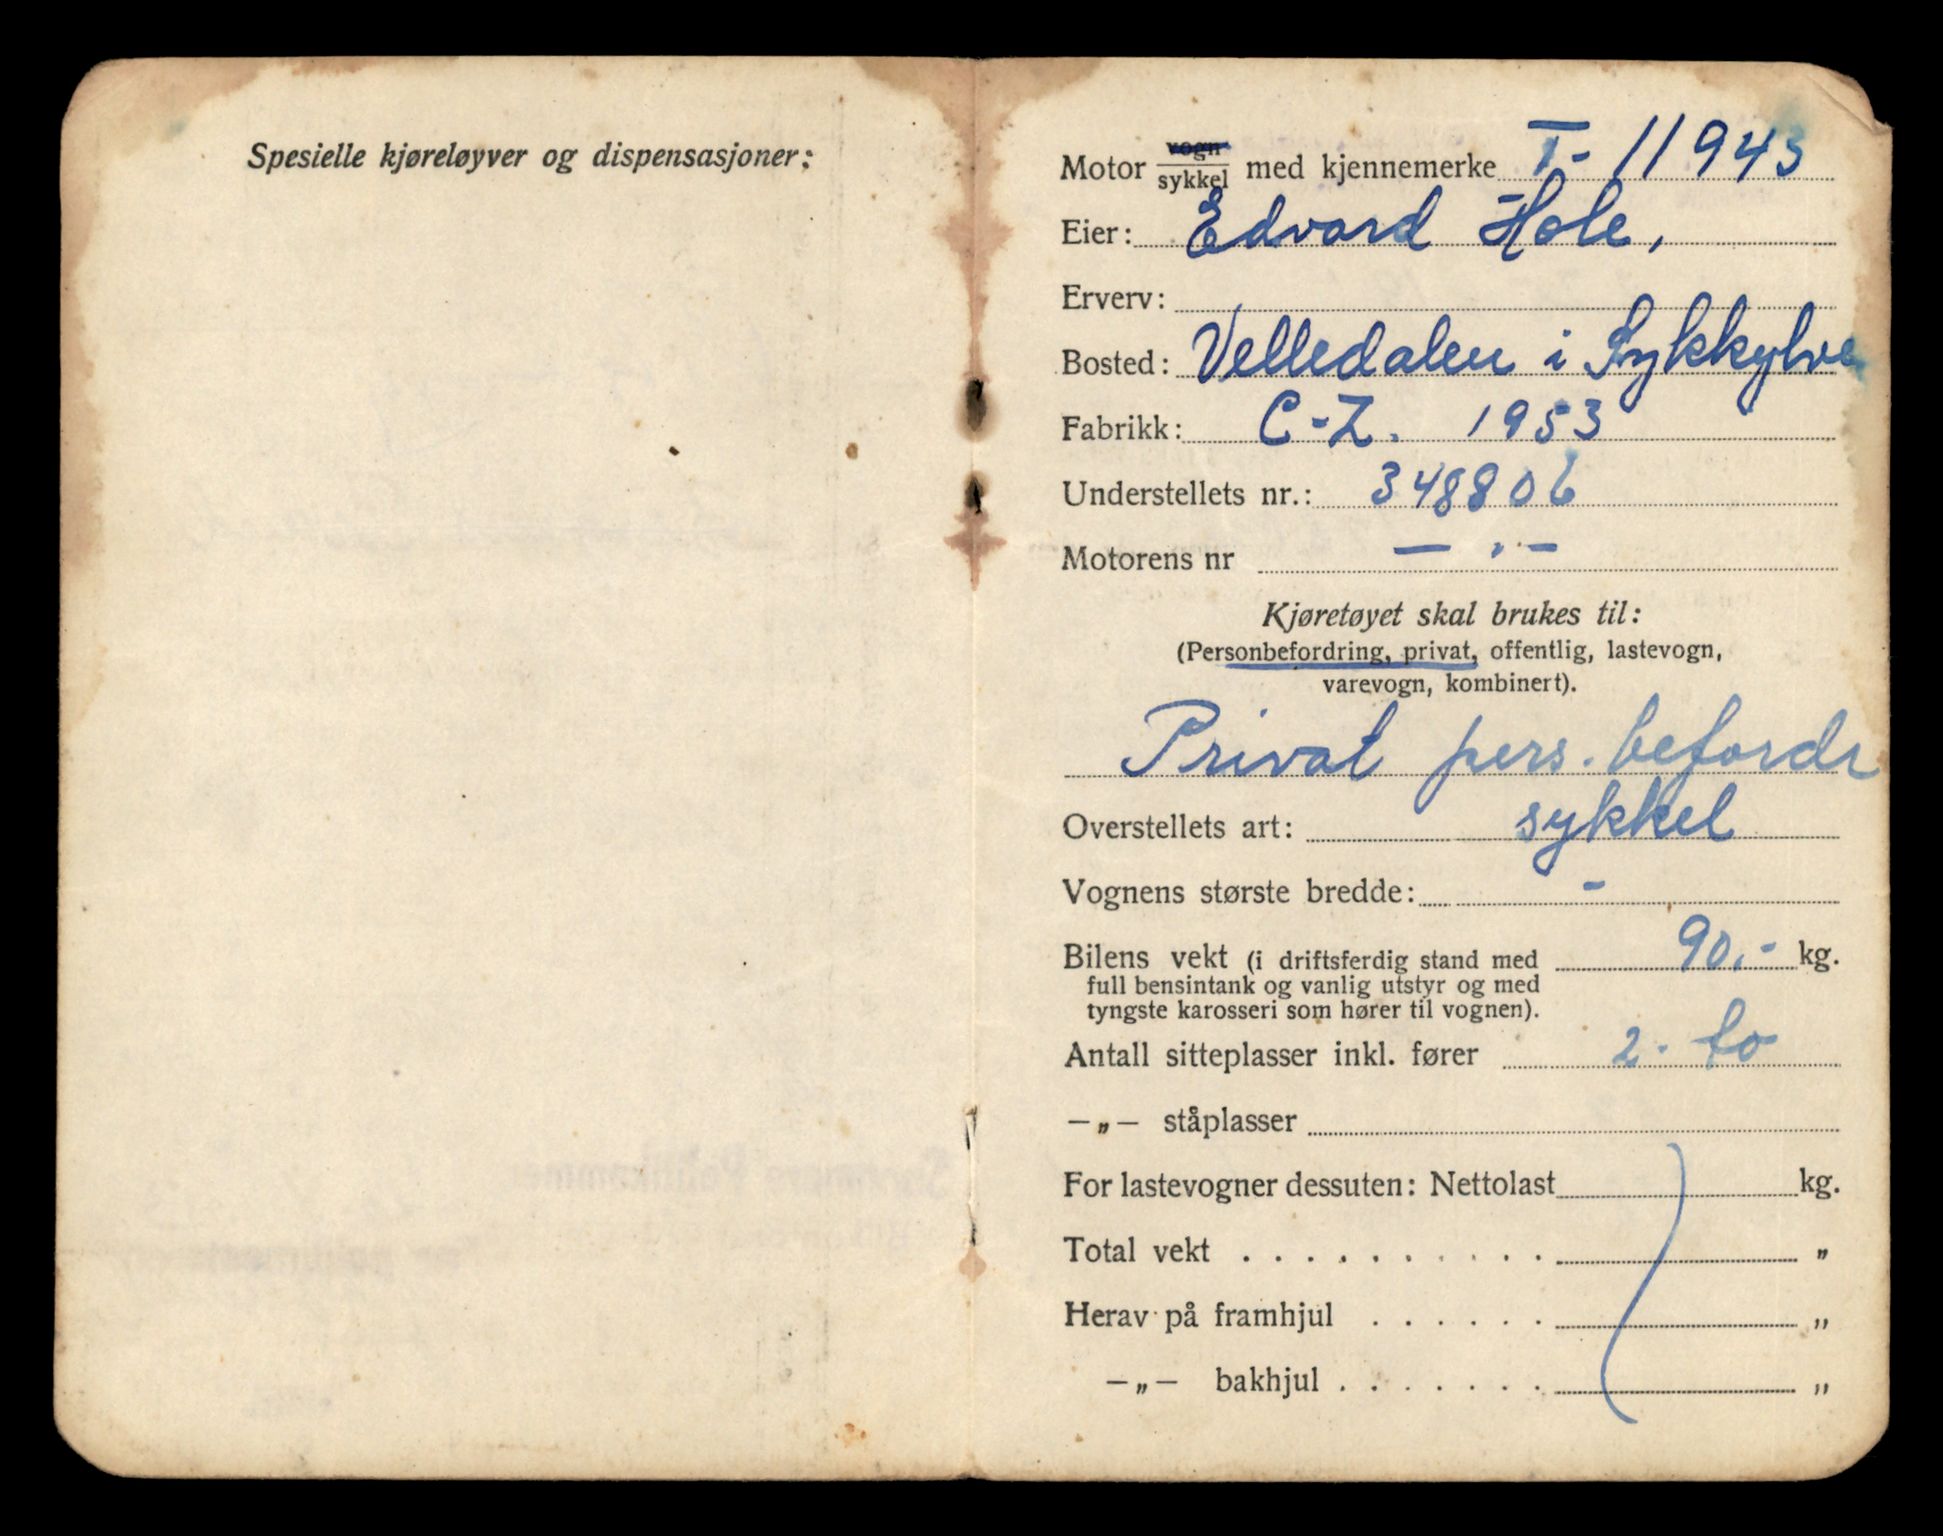 Spesielle kjøreløyver og dispensasjoner:
Motor vogn/sykkel med kjennemerke T-11943
Eier: Edvard Hole,
Erverv:
Bosted: Velledalen i Sykkylven
Fabrikk: C-Z. 1953
Understellets nr.: 348806
Motorens nr — " —
Kjøretøyet skal brukes til:
(Personbefordring, privat, offentlig, lastevogn,
varevogn, kombinert).
Privat pers. befordr
Overstellets art: sykkel
Vognens største bredde: -
Bilens vekt (i driftsferdig stand med 90,- kg.
full bensintank og vanlig utstyr og med
tyngste karosseri som hører til vognen).
Antall sitteplasser inkl. fører 2 - to
—„— ståplasser
For lastevogner dessuten: Nettolast kg.
Total vekt . . . . . . . . . . „
Herav på framhjul . . . . . . „
—„— bakhjul . . . . . . . „